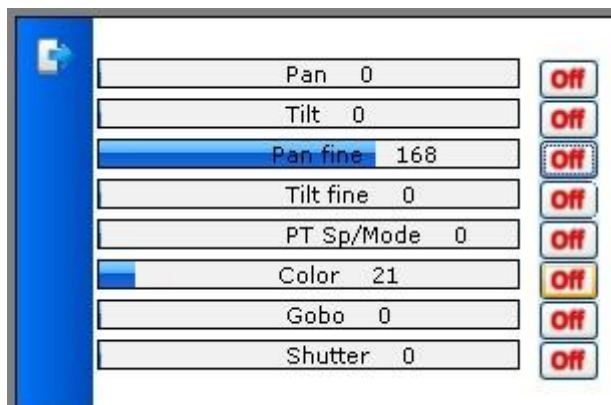 Pan 0 Off
Tilt 0 Off
Pan fine 168 Off
Tilt fine 0 Off
PT Sp/Mode 0 Off
Color 21 Off
Gobo 0 Off
Shutter 0 Off